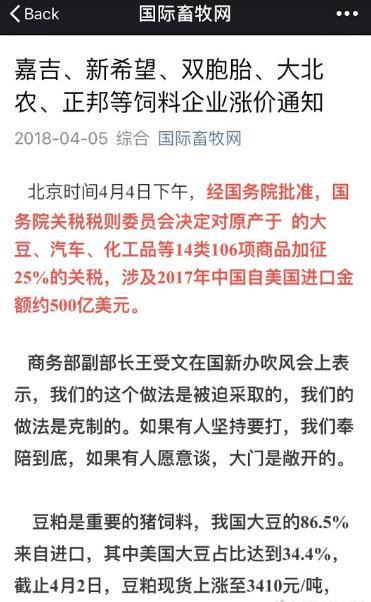 Back
国际畜牧网
嘉吉、新希望、双胞胎、大北
农、正邦等饲料企业涨价通知
2018-04-05 综合 国际畜牧网
北京时间4月4日下午，经国务院批准，国
务院关税税则委员会决定对原产于 的大
豆、汽车、化工品等14类106项商品加征
25%的关税，涉及2017年中国自美国进口金
额约500亿美元。
商务部副部长王受文在国新办吹风会上表
示，我们的这个做法是被迫采取的，我们的
做法是克制的。如果有人坚持要打，我们奉
陪到底，如果有人愿意谈，大门是敞开的。
豆粕是重要的猪饲料，我国大豆的86.5%
来自进口，其中美国大豆占比达到34.4%，
截止4月2日，豆粕现货上涨至3410元/吨，